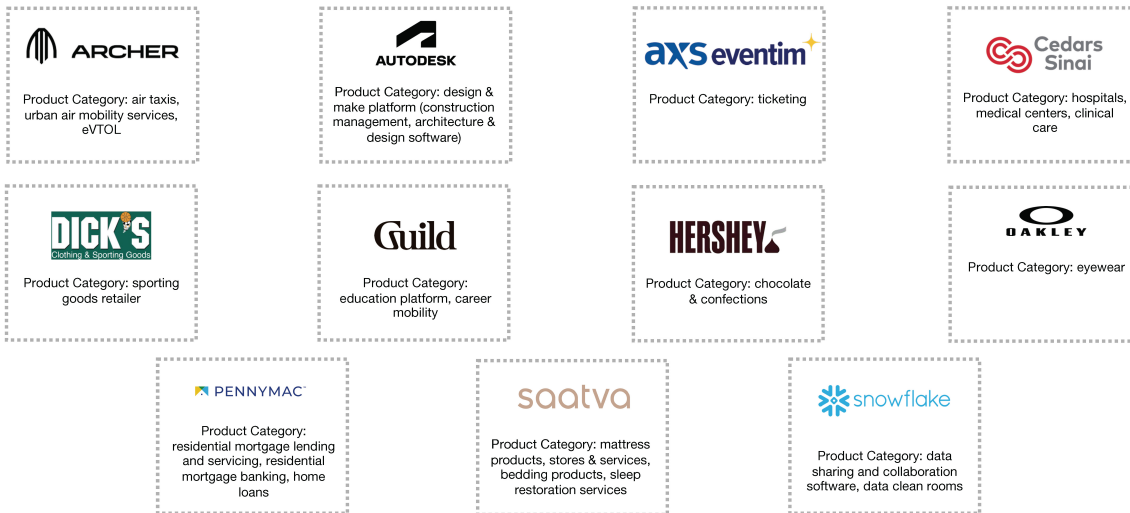 ARCHER
Product Category: air taxis,
urban air mobility services,
eVTOL
AUTODESK
Product Category: design &
make platform (construction
management, architecture &
design software)
axs eventim
Product Category: ticketing
Cedars
Sinai
Product Category: hospitals,
medical centers, clinical
care
DICK'S
Clothing & Sporting Goods
Product Category: sporting
goods retailer
Guild
Product Category:
education platform, career
mobility
HERSHEY
Product Category: chocolate
& confections
OAKLEY
Product Category: eyewear
PENNYMAC
Product Category:
residential mortgage lending
and servicing, residential
mortgage banking, home
loans
saatva
Product Category: mattress
products, stores & services,
bedding products, sleep
restoration services
snowflake
Product Category: data
sharing and collaboration
software, data clean rooms